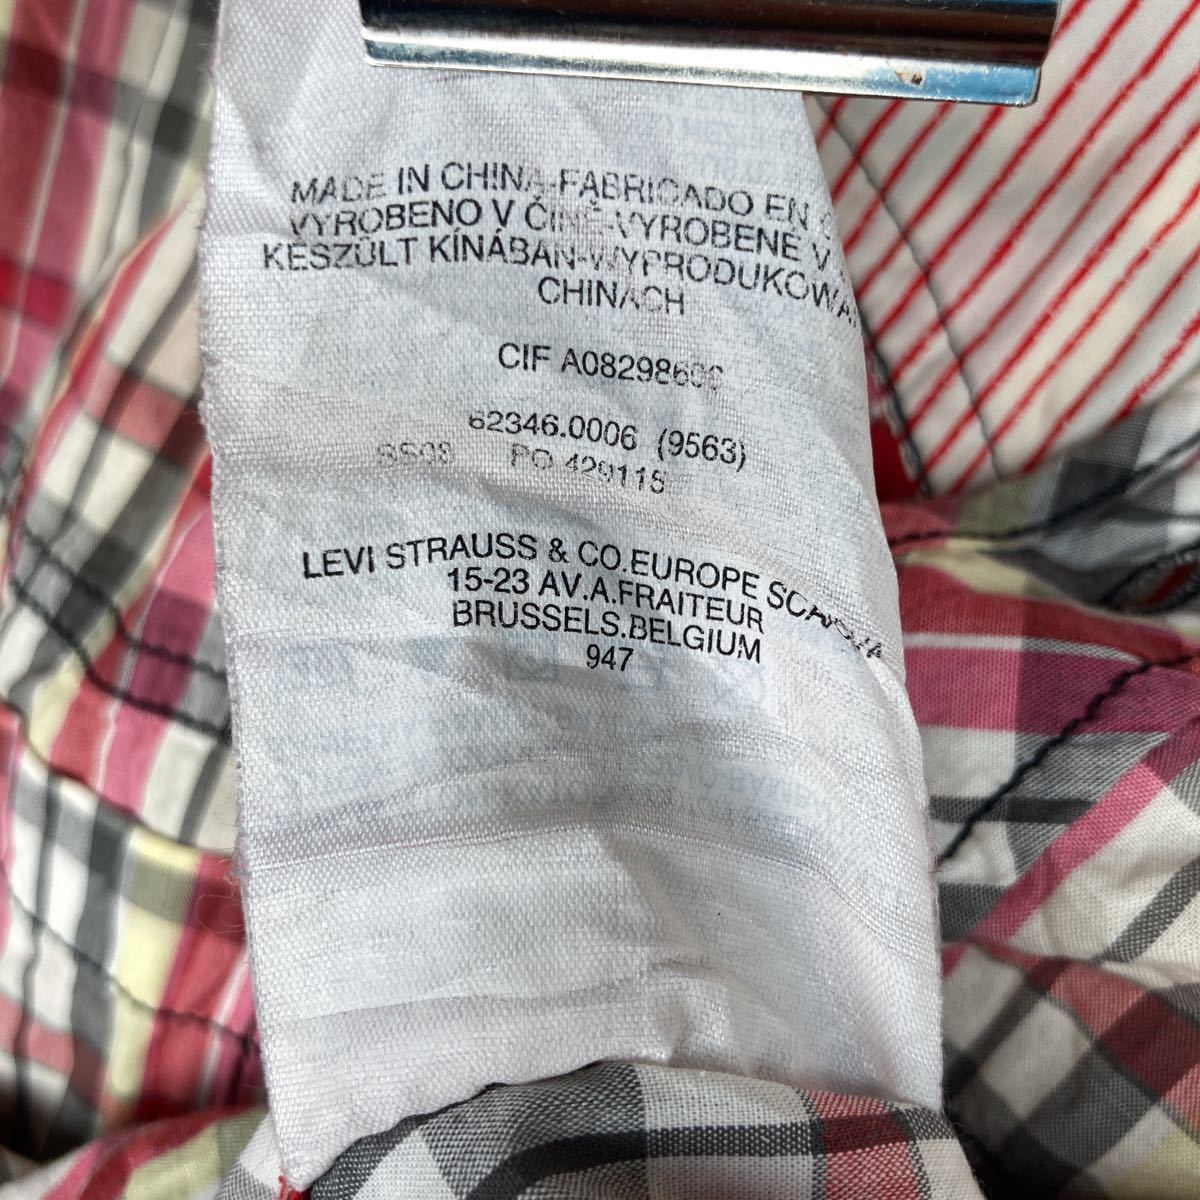 MADE IN CHINA-FABRICADO EN
VYROBENO V ČÍNĚ-VYROBENÉ V
KÉSZÜLT KÍNÁBAN-WYPRODUKOWA
CHINACH
CIF
62346.0006 (9563)
SS08 PO 429115
LEVI STRAUSS & CO.EUROPE
15-23 AV.A.FRAITEUR
BRUSSELS.BELGIUM
947